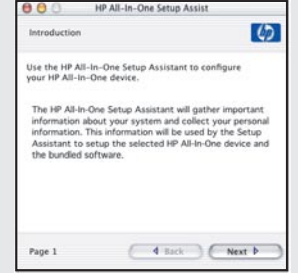 HP All-In-One Setup Assist
Introduction
hp
Use the HP All-In-One Setup Assistant to configure
your HP All-In-One device.
The HP All-In-One Setup Assistant will gather important
information about your system and collect your personal
information. This information will be used by the Setup
Assistant to setup the selected HP All-In-One device and
the bundled software.
Page 1
Back
Next